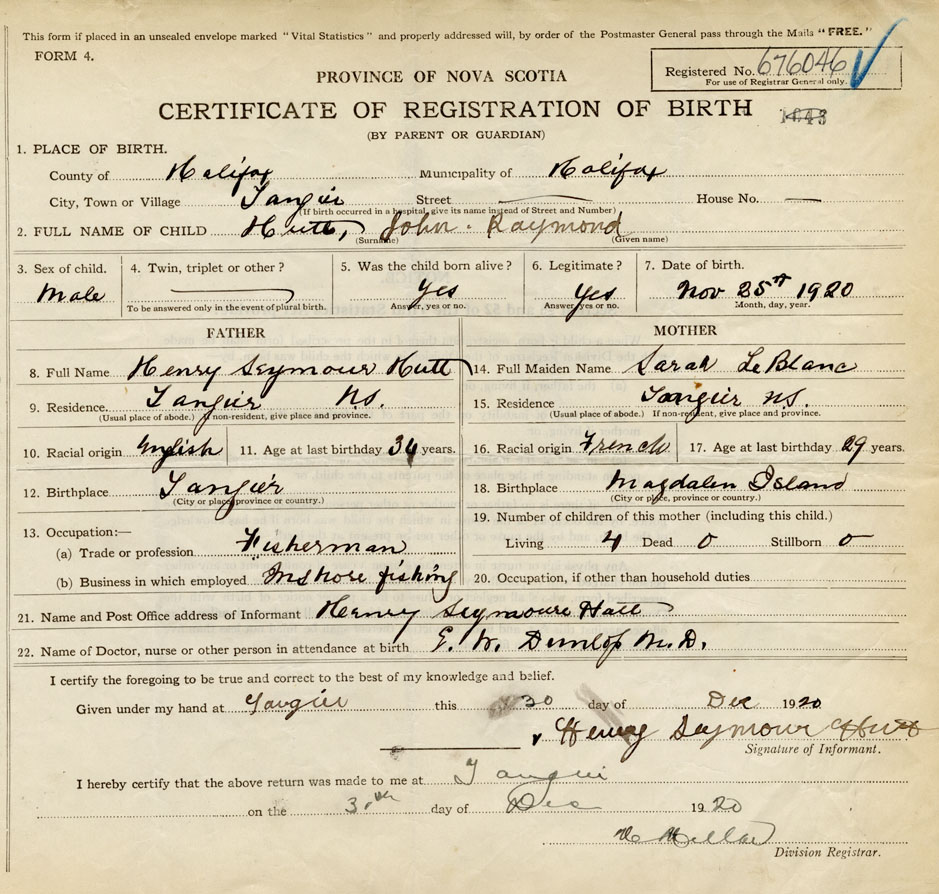 This form if placed in an unsealed envelope marked "Vital Statistics" and properly addressed will, by order of the Postmaster General pass through the Mails "FREE."
FORM 4.
Registered No. 676046
For use of Registrar General only.
PROVINCE OF NOVA SCOTIA
CERTIFICATE OF REGISTRATION OF BIRTH
(BY PARENT OR GUARDIAN)
1. PLACE OF BIRTH.
County of Halifax Municipality of Halifax
City, Town or Village Tangier Street House No.
(If birth occurred in a hospital, give its name instead of Street and Number)
2. FULL NAME OF CHILD Hutt, John Raymond
(Surname) (Given name)
3. Sex of child. 4. Twin, triplet or other? 5. Was the child born alive? 6. Legitimate? 7. Date of birth.
Male Yes Yes Nov 25th 1920
To be answered only in the event of plural birth. Answer, yes or no. Answer, yes or no. Month, day, year.
FATHER MOTHER
8. Full Name Henry Seymour Hutt 14. Full Maiden Name Sarah LeBlanc
9. Residence. Tangier N.S. 15. Residence Tangier N.S.
(Usual place of abode.) If non-resident, give place and province. (Usual place of abode.) If non-resident, give place and province.
10. Racial origin English 11. Age at last birthday 34 years. 16. Racial origin French 17. Age at last birthday 29 years.
12. Birthplace Tangier 18. Birthplace Magdalen Island
(City or place, province or country.) (City or place, province or country.)
13. Occupation:— 19. Number of children of this mother (including this child.)
(a) Trade or profession Fisherman Living 4 Dead 0 Stillborn 0
(b) Business in which employed Inshore fishing 20. Occupation, if other than household duties
21. Name and Post Office address of Informant Henry Seymoure Hutt
22. Name of Doctor, nurse or other person in attendance at birth E. W. Dunlop M.D.
I certify the foregoing to be true and correct to the best of my knowledge and belief.
Given under my hand at Tangier this 30 day of Dec 1920
Henry Seymour Hutt
Signature of Informant.
I hereby certify that the above return was made to me at Tangier
on the 30th day of Dec 1920
Division Registrar.